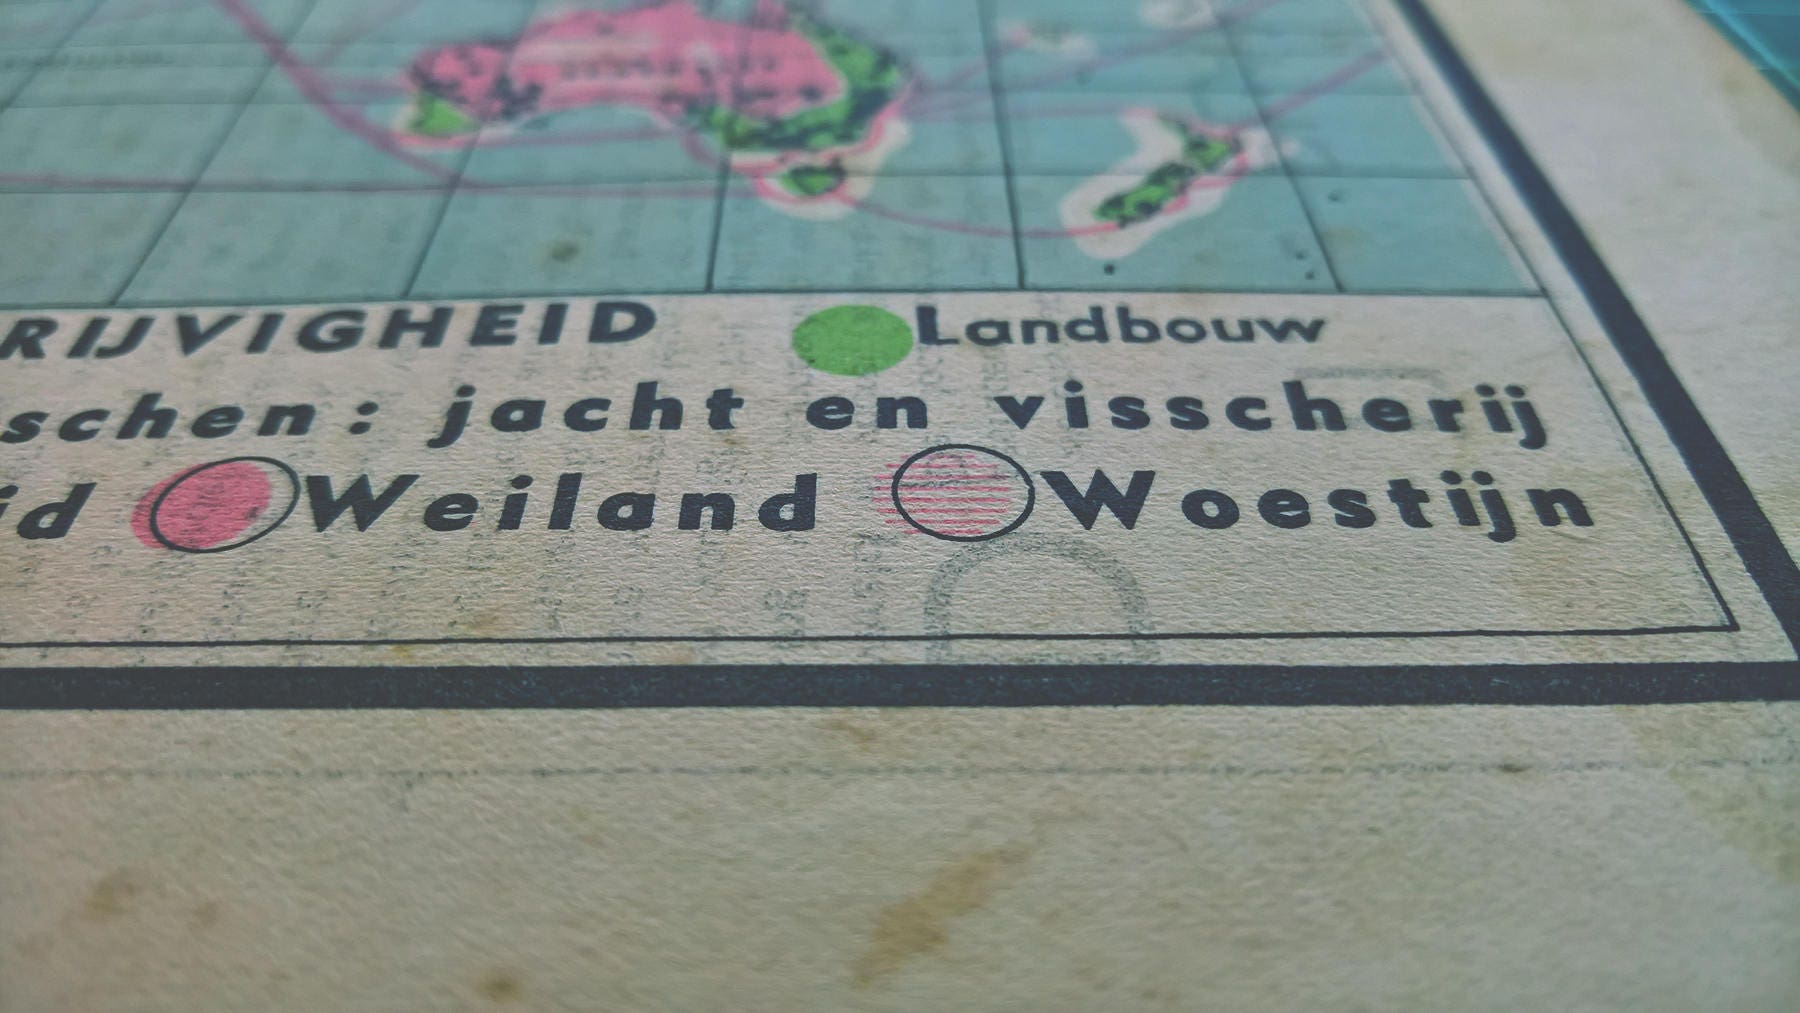 RIJVIGHEID Landbouw
schen: jacht en visscherij
id Weiland Woestijn